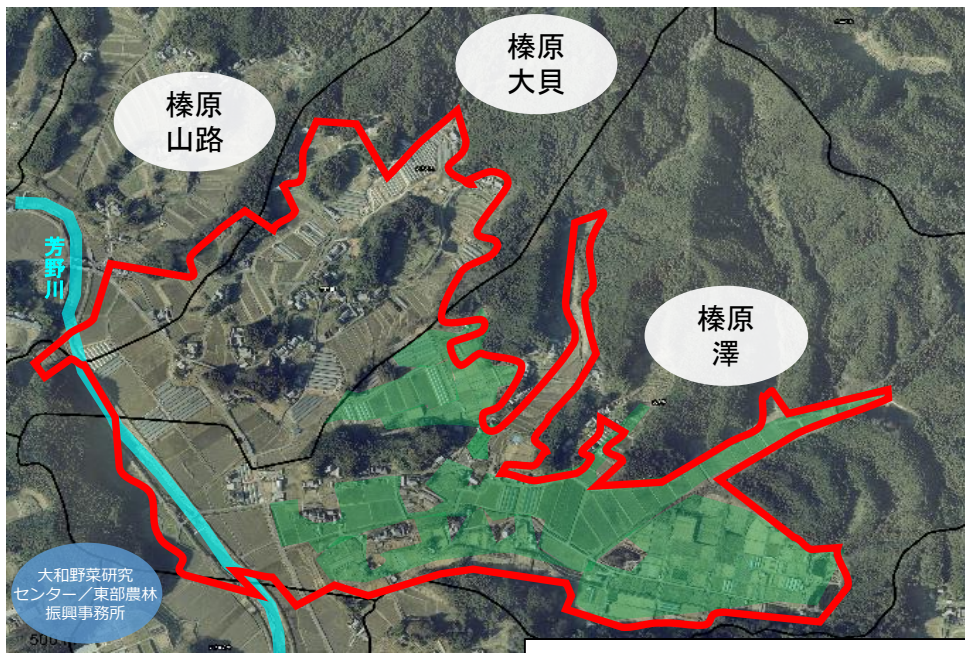 榛原
大貝
榛原
山路
芳野川
榛原
澤
大和野菜研究
センター／東部農林
振興事務所